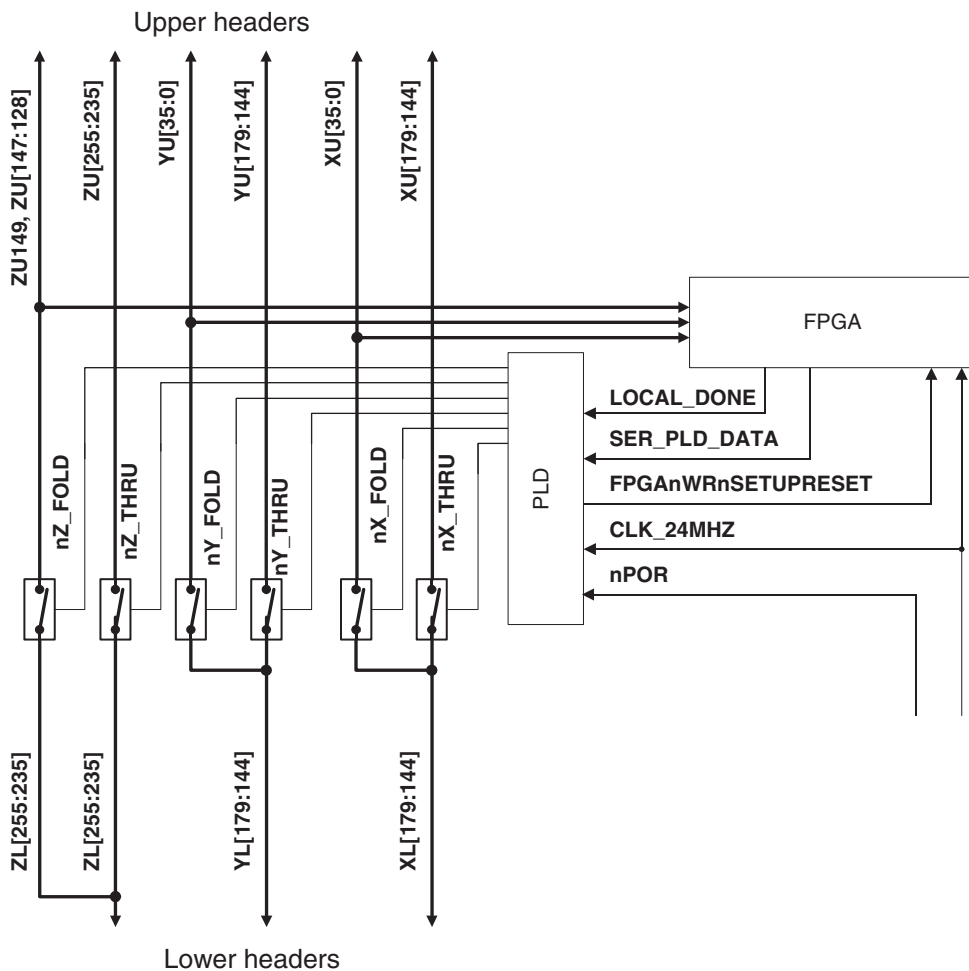 Upper headers
ZU149, ZU[147:128]
ZU[255:235]
YU[35:0]
YU[179:144]
XU[35:0]
XU[179:144]
FPGA
LOCAL_DONE
SER_PLD_DATA
FPGAnWRnSETUPRESET
CLK_24MHZ
nPOR
PLD
nZ_FOLD
nZ_THRU
nY_FOLD
nY_THRU
nX_FOLD
nX_THRU
ZL[255:235]
ZL[255:235]
YL[179:144]
XL[179:144]
Lower headers